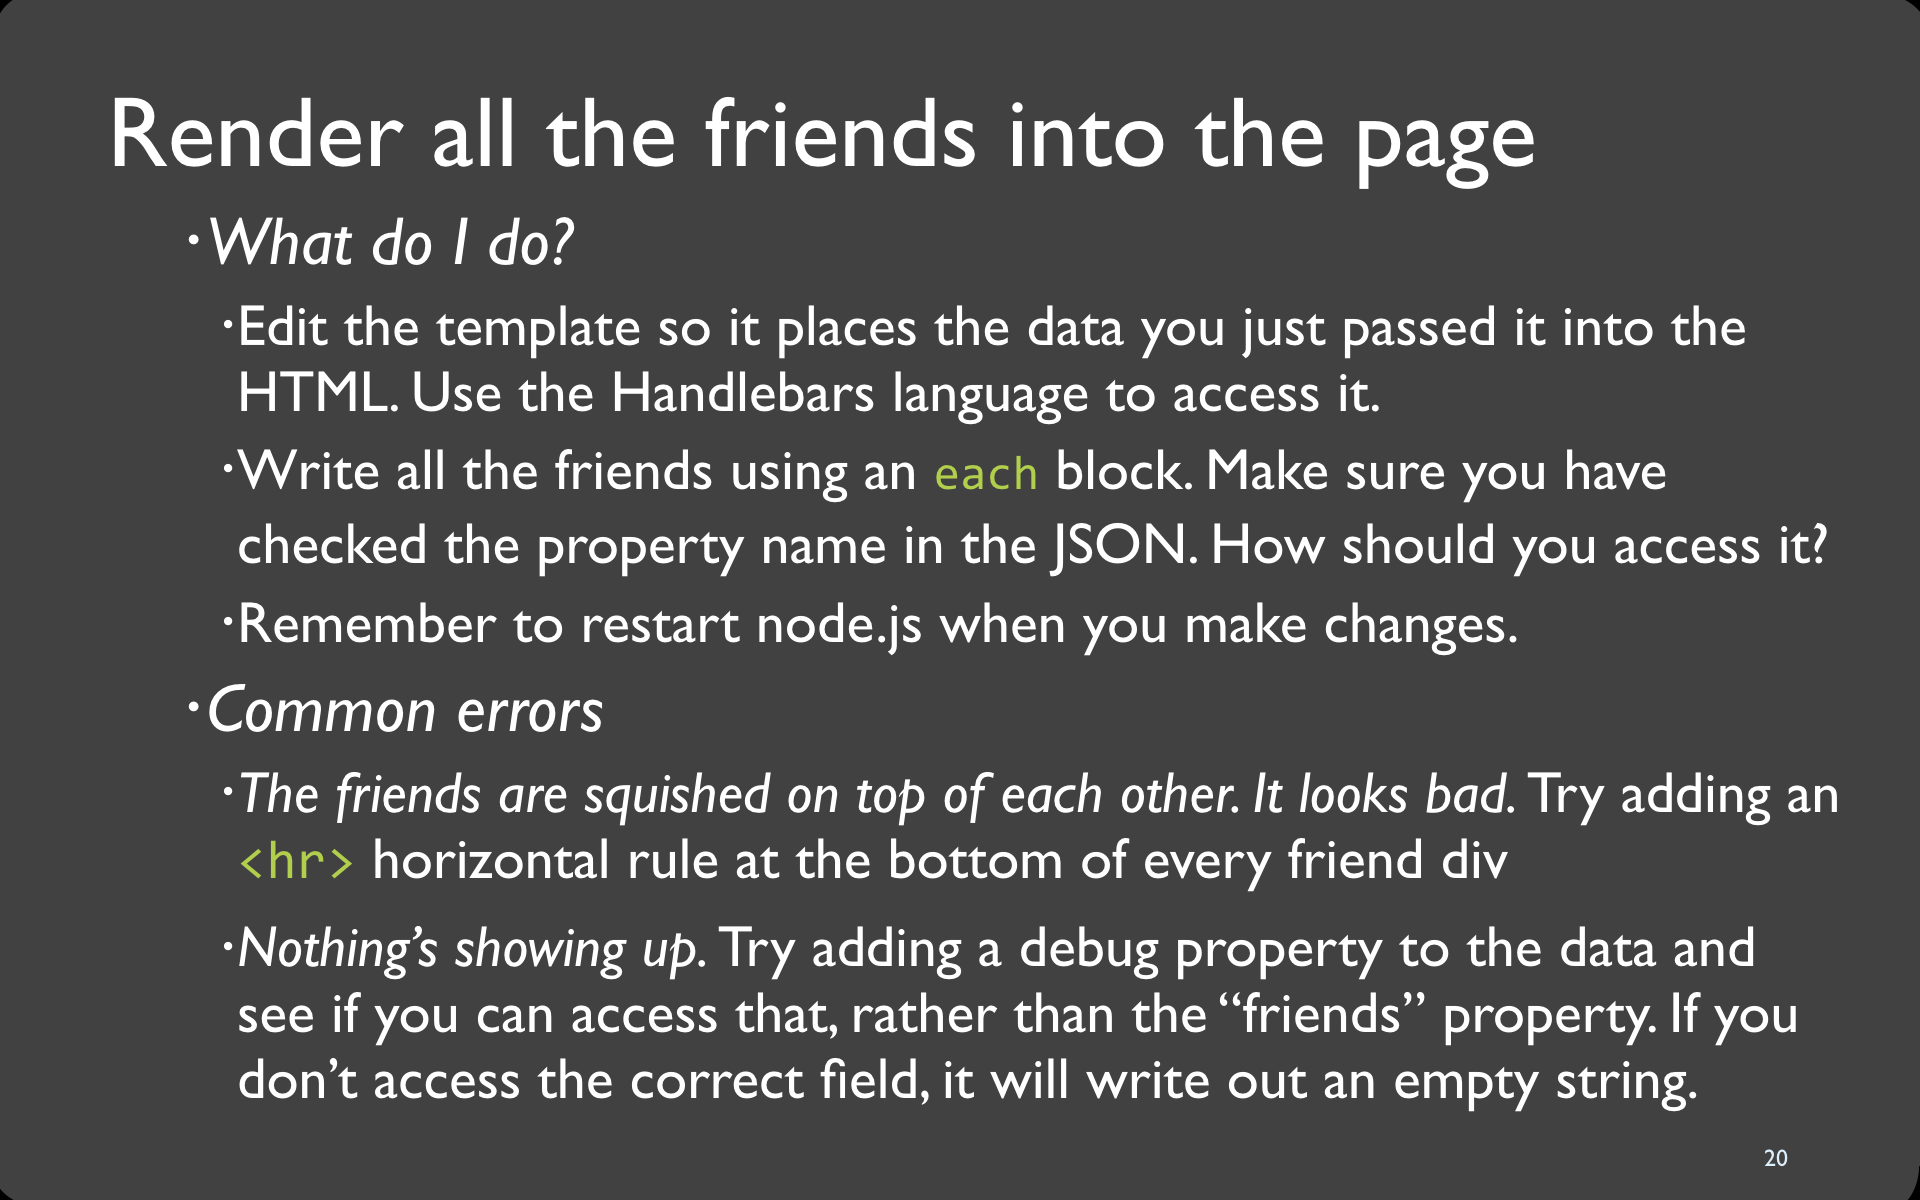 Render all the friends into the page
·What do I do?
·Edit the template so it places the data you just passed it into the
HTML. Use the Handlebars language to access it.
·Write all the friends using an each block. Make sure you have
checked the property name in the JSON. How should you access it?
·Remember to restart node.js when you make changes.
·Common errors
·The friends are squished on top of each other. It looks bad. Try adding an
<hr> horizontal rule at the bottom of every friend div
·Nothing’s showing up. Try adding a debug property to the data and
see if you can access that, rather than the “friends” property. If you
don’t access the correct field, it will write out an empty string.
20